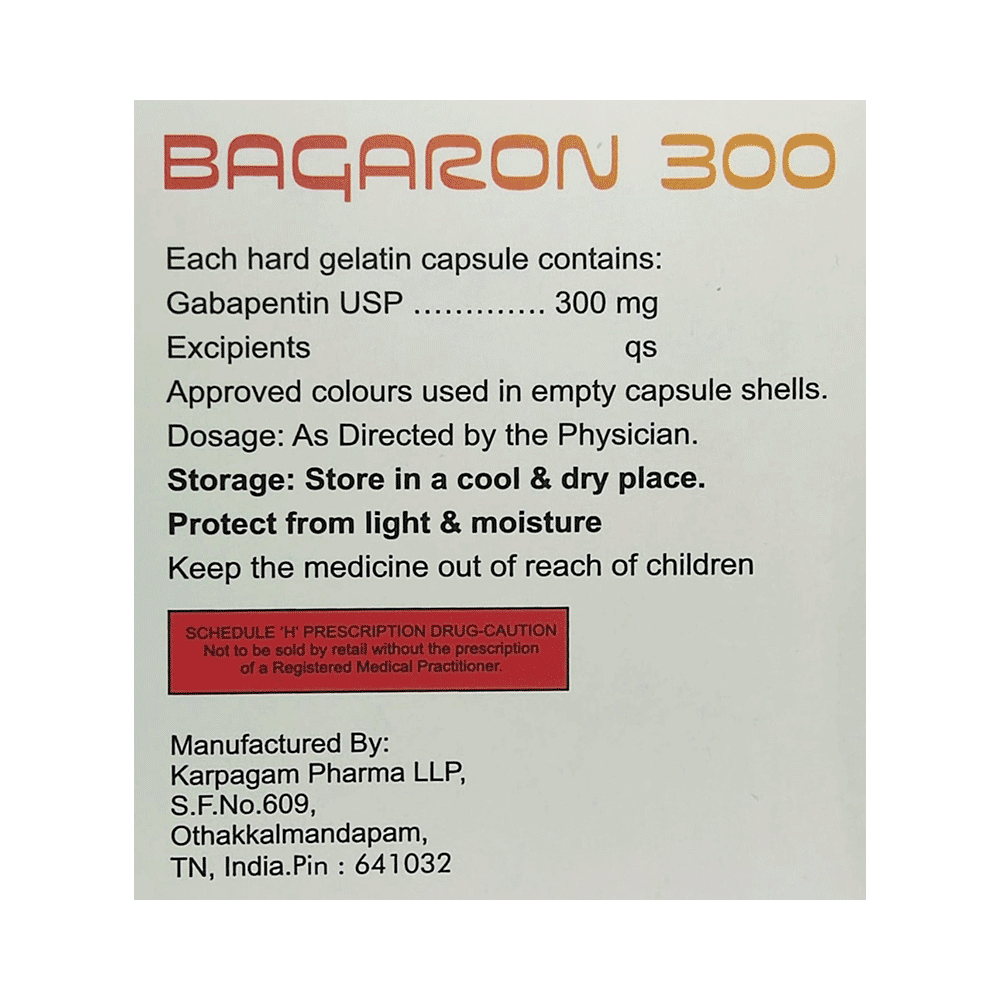 BAGARON 300
Each hard gelatin capsule contains:
Gabapentin USP ............. 300 mg
Excipients qs
Approved colours used in empty capsule shells.
Dosage: As Directed by the Physician.
Storage: Store in a cool & dry place.
Protect from light & moisture
Keep the medicine out of reach of children
SCHEDULE 'H' PRESCRIPTION DRUG-CAUTION
Not to be sold by retail without the prescription
of a Registered Medical Practitioner.
Manufactured By:
Karpagam Pharma LLP,
S.F.No.609,
Othakkalmandapam,
TN, India.Pin : 641032